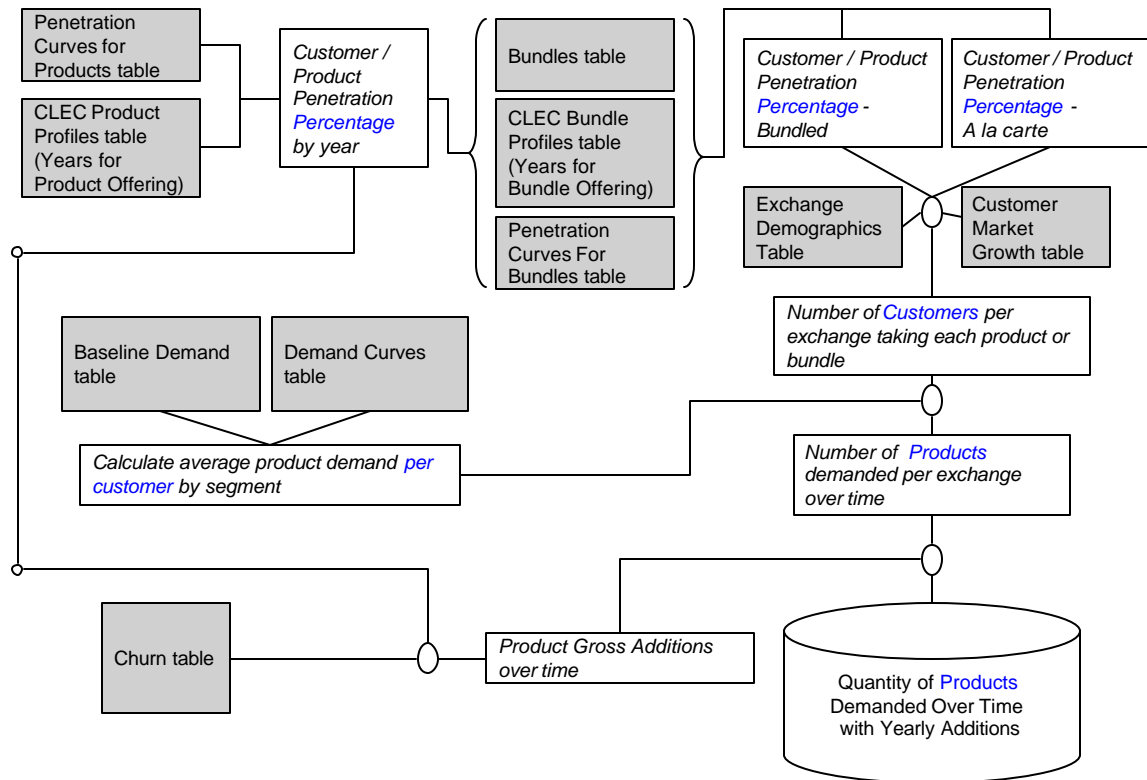 Penetration
Curves for
Products table
CLEC Product
Profiles table
(Years for
Product Offering)
Customer /
Product
Penetration
Percentage
by year
Bundles table
CLEC Bundle
Profiles table
(Years for
Bundle Offering)
Penetration
Curves For
Bundles table
Customer / Product
Penetration
Percentage -
Bundled
Customer / Product
Penetration
Percentage -
A la carte
Exchange
Demographics
Table
Customer
Market
Growth table
Number of Customers per
exchange taking each product or
bundle
Baseline Demand
table
Demand Curves
table
Calculate average product demand per
customer by segment
Number of Products
demanded per exchange
over time
Churn table
Product Gross Additions
over time
Quantity of Products
Demanded Over Time
with Yearly Additions